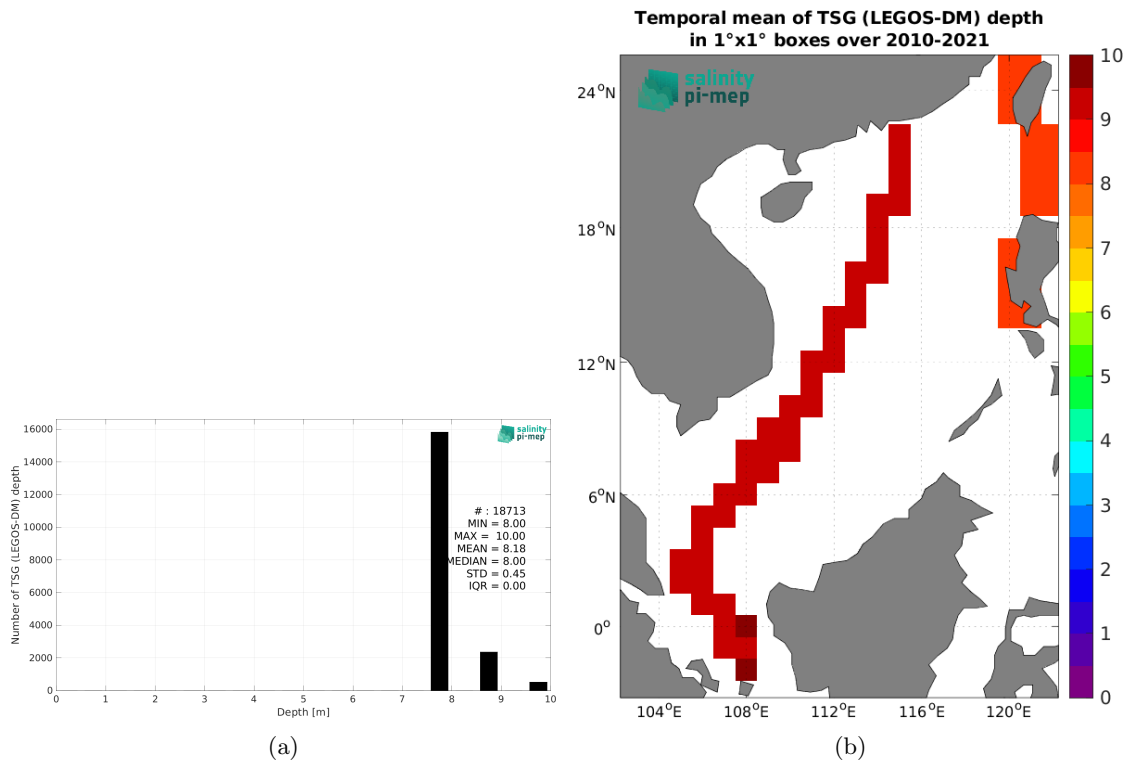 Temporal mean of TSG (LEGOS-DM) depth
in 1°x1° boxes over 2010-2021
salinity
pi-mep
24°N
18°N
12°N
6°N
0°
104°E
108°E
112°E
116°E
120°E
10
9
8
7
6
5
4
3
2
1
0
Number of TSG (LEGOS-DM) depth
16000
14000
12000
10000
8000
6000
4000
2000
0
salinity
pi-mep
# : 18713
MIN = 8.00
MAX = 10.00
MEAN = 8.18
MEDIAN = 8.00
STD = 0.45
IQR = 0.00
0 1 2 3 4 5 6 7 8 9 10
Depth [m]
(a)
(b)